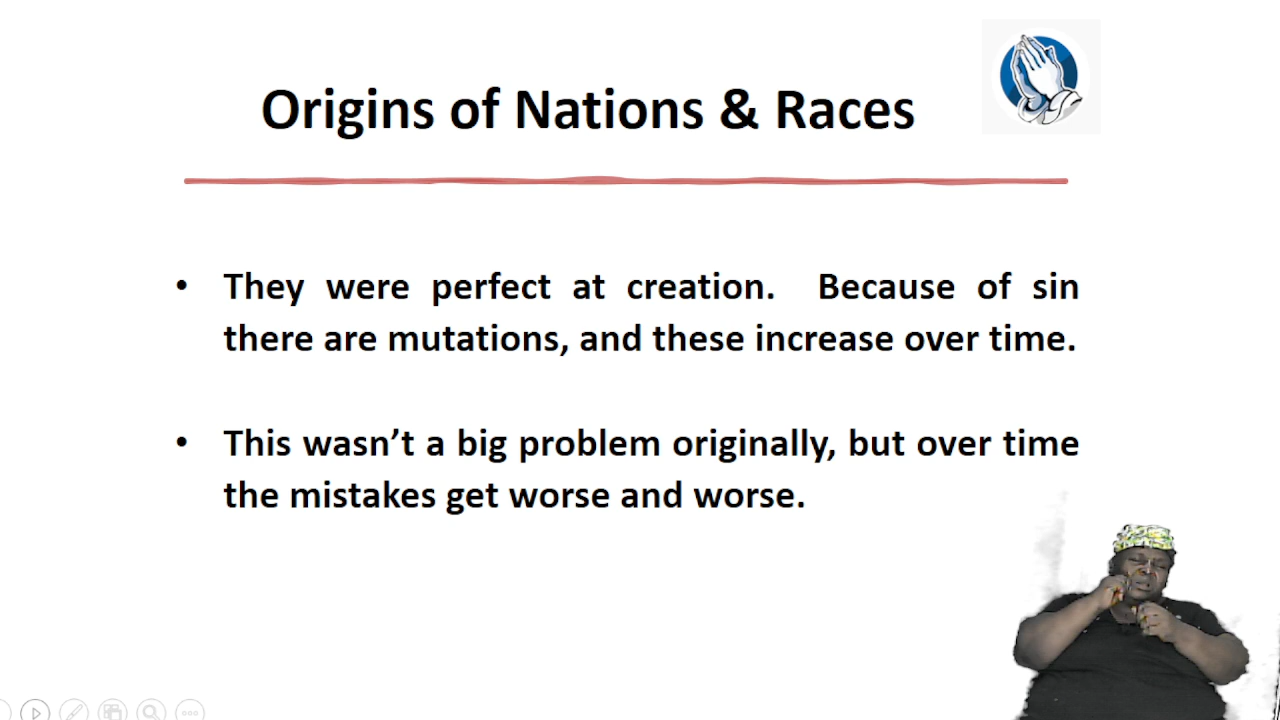 Origins of Nations & Races
• They were perfect at creation.  Because of sin
there are mutations, and these increase over time.
• This wasn’t a big problem originally, but over time
the mistakes get worse and worse.